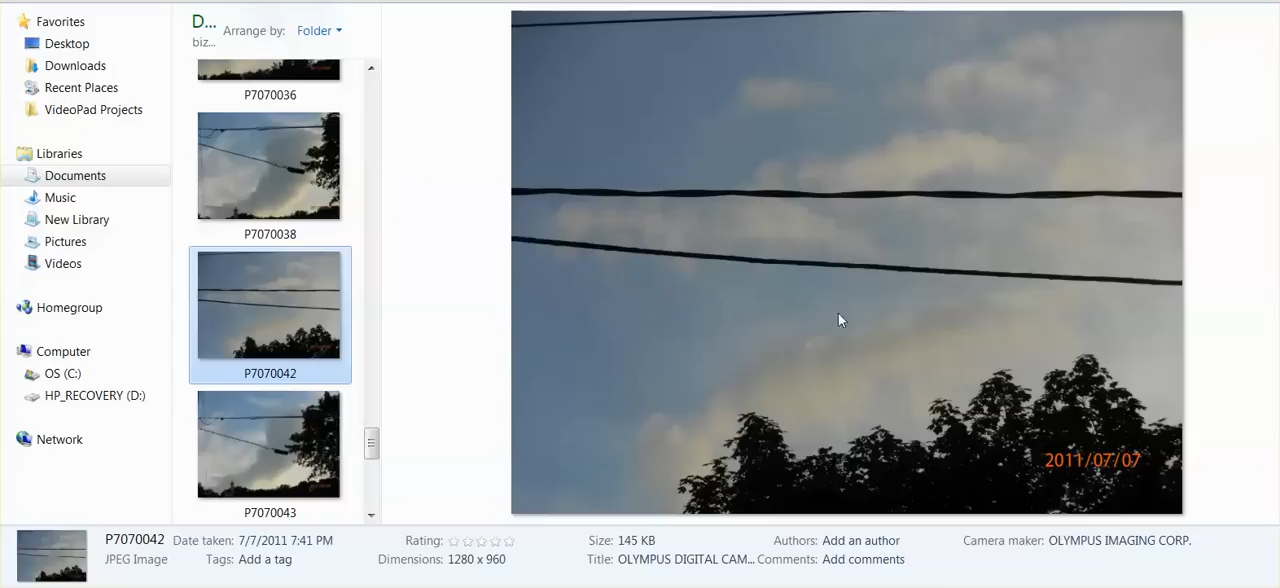 Favorites
Desktop
Downloads
Recent Places
VideoPad Projects
Libraries
Documents
Music
New Library
Pictures
Videos
Homegroup
Computer
OS (C:)
HP_RECOVERY (D:)
Network
D...
biz...
Arrange by: Folder
P7070036
P7070038
P7070042
P7070043
2011/07/07
P7070042
JPEG Image
Date taken: 7/7/2011 7:41 PM
Tags: Add a tag
Rating:
Dimensions: 1280 x 960
Size: 145 KB
Title: OLYMPUS DIGITAL CAM...
Authors: Add an author
Comments: Add comments
Camera maker: OLYMPUS IMAGING CORP.